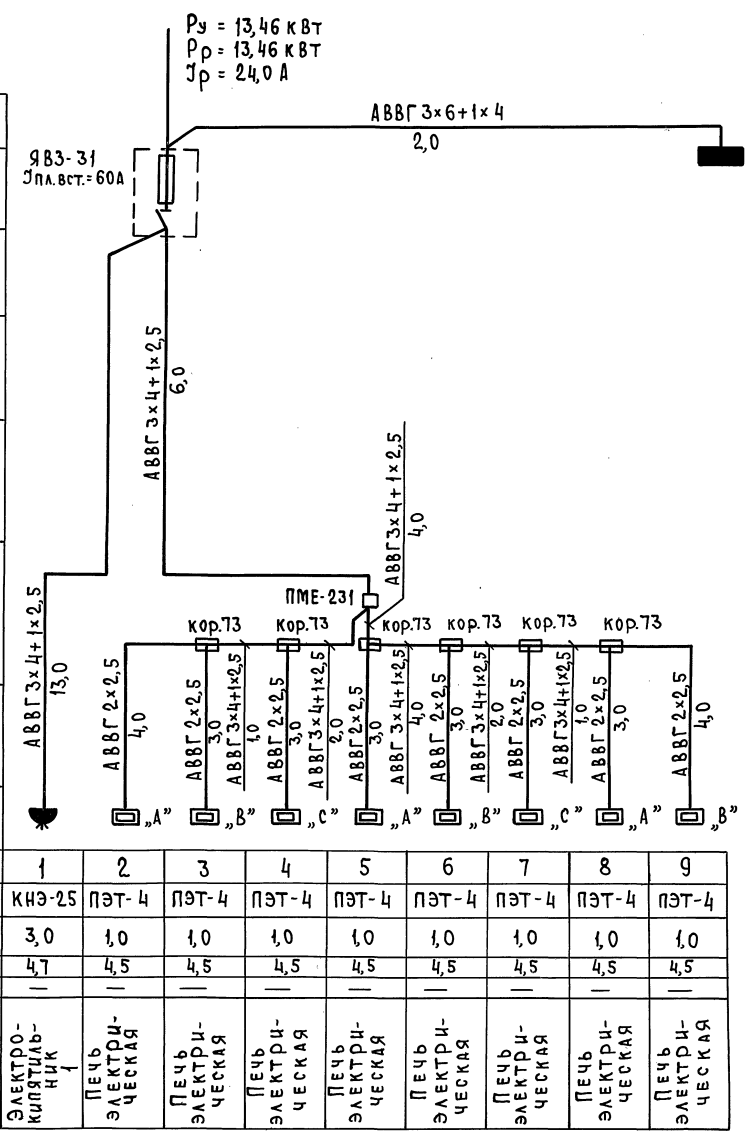 Ру = 13,46 кВт
Рр = 13,46 кВт
Jр = 24,0 А
АВВГ 3×6+1×4
2,0
ЯВЗ-31
Jпл.вст.= 60А
АВВГ 3×4+1×2,5
6,0
АВВГ 3×4+1×2,5
4,0
АВВГ 3×4+1×2,5
13,0
ПМЕ-231
кор.73 кор.73 кор.73 кор.73 кор.73 кор.73
АВВГ 2×2,5
4,0
АВВГ 2×2,5
3,0
АВВГ 3×4+1×2,5
1,0
АВВГ 2×2,5
3,0
АВВГ 3×4+1×2,5
2,0
АВВГ 2×2,5
3,0
АВВГ 3×4+1×2,5
4,0
АВВГ 2×2,5
3,0
АВВГ 3×4+1×2,5
2,0
АВВГ 2×2,5
3,0
АВВГ 3×4+1×2,5
1,0
АВВГ 2×2,5
3,0
АВВГ 2×2,5
4,0
„А” „В” „С” „А” „В” „С” „А” „В”
1 2 3 4 5 6 7 8 9
КНЭ-25 ПЭТ-4 ПЭТ-4 ПЭТ-4 ПЭТ-4 ПЭТ-4 ПЭТ-4 ПЭТ-4 ПЭТ-4
3,0 1,0 1,0 1,0 1,0 1,0 1,0 1,0 1,0
4,7 4,5 4,5 4,5 4,5 4,5 4,5 4,5 4,5
— — — — — — — — —
Электро-
кипятиль-
ник
1
Печь
электри-
ческая
Печь
электри-
ческая
Печь
электри-
ческая
Печь
электри-
ческая
Печь
электри-
ческая
Печь
электри-
ческая
Печь
электри-
ческая
Печь
электри-
ческая